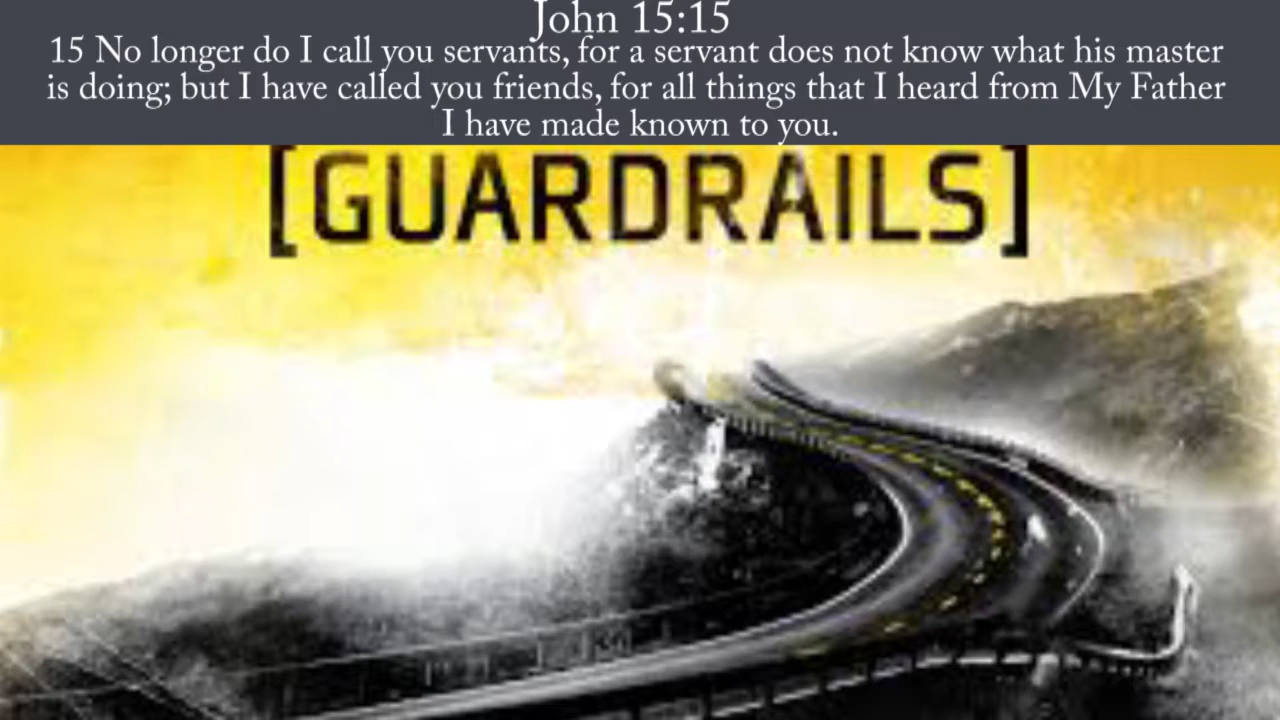 John 15:15
15 No longer do I call you servants, for a servant does not know what his master
is doing; but I have called you friends, for all things that I heard from My Father
I have made known to you.
[GUARDRAILS]